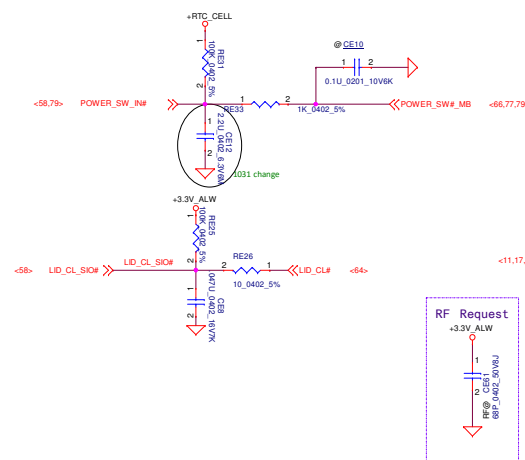 +RTC_CELL
1
100K_0402_5%
RE31
2
@ CE10
1 2
0.1U_0201_10V6K
<58,79> POWER_SW_IN#
1 RE33 2
1K_0402_5%
POWER_SW#_MB <66,77,79
1
2.2U_0402_6.3V6M
CE12
2
1031 change
+3.3V_ALW
1
100K_0402_5%
RE25
2
<58> LID_CL_SIO# LID_CL_SIO#
RE26
2 1
10_0402_5%
LID_CL# <64>
1
.047U_0402_16V7K
CE8
2
<11,17,
RF Request
+3.3V_ALW
1
2
RF@ CE61
68P_0402_50V8J